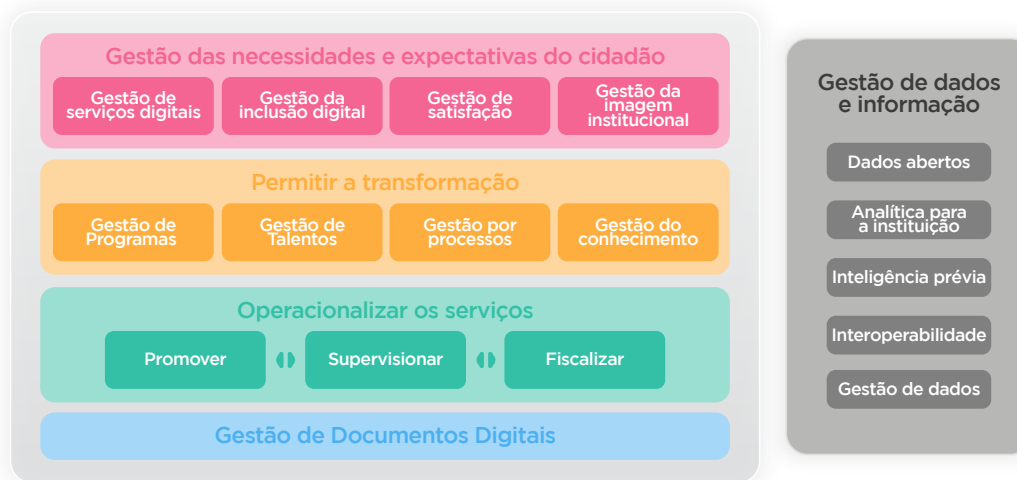 Gestão das necessidades e expectativas do cidadão
Gestão de
serviços digitais
Gestão da
inclusão digital
Gestão de
satisfação
Gestão da
imagem
institucional
Permitir a transformação
Gestão de
Programas
Gestão de
Talentos
Gestão por
processos
Gestão do
conhecimento
Operacionalizar os serviços
Promover
Supervisionar
Fiscalizar
Gestão de Documentos Digitais
Gestão de dados
e informação
Dados abertos
Analítica para
a instituição
Inteligência prévia
Interoperabilidade
Gestão de dados